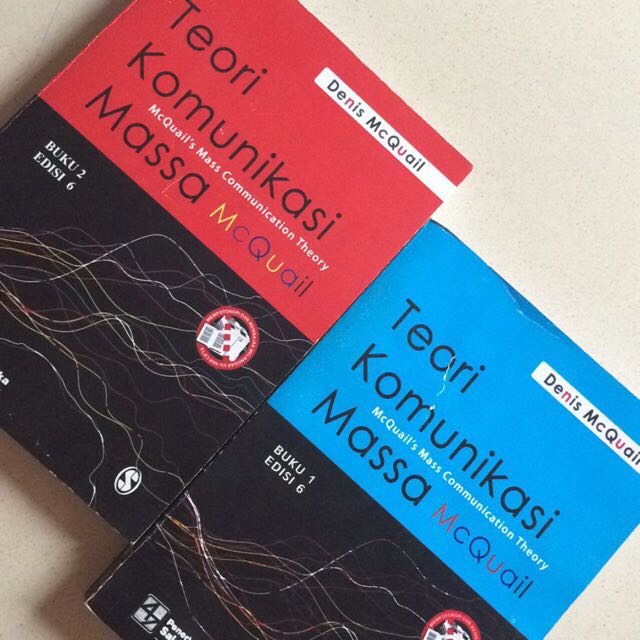 Denis McQuail
Teori
Komunikasi
McQuail's Mass Communication Theory
Massa McQuail
BUKU 2
EDISI 6
Denis McQuail
Teori
Komunikasi
McQuail's Mass Communication Theory
Massa McQuail
BUKU 1
EDISI 6